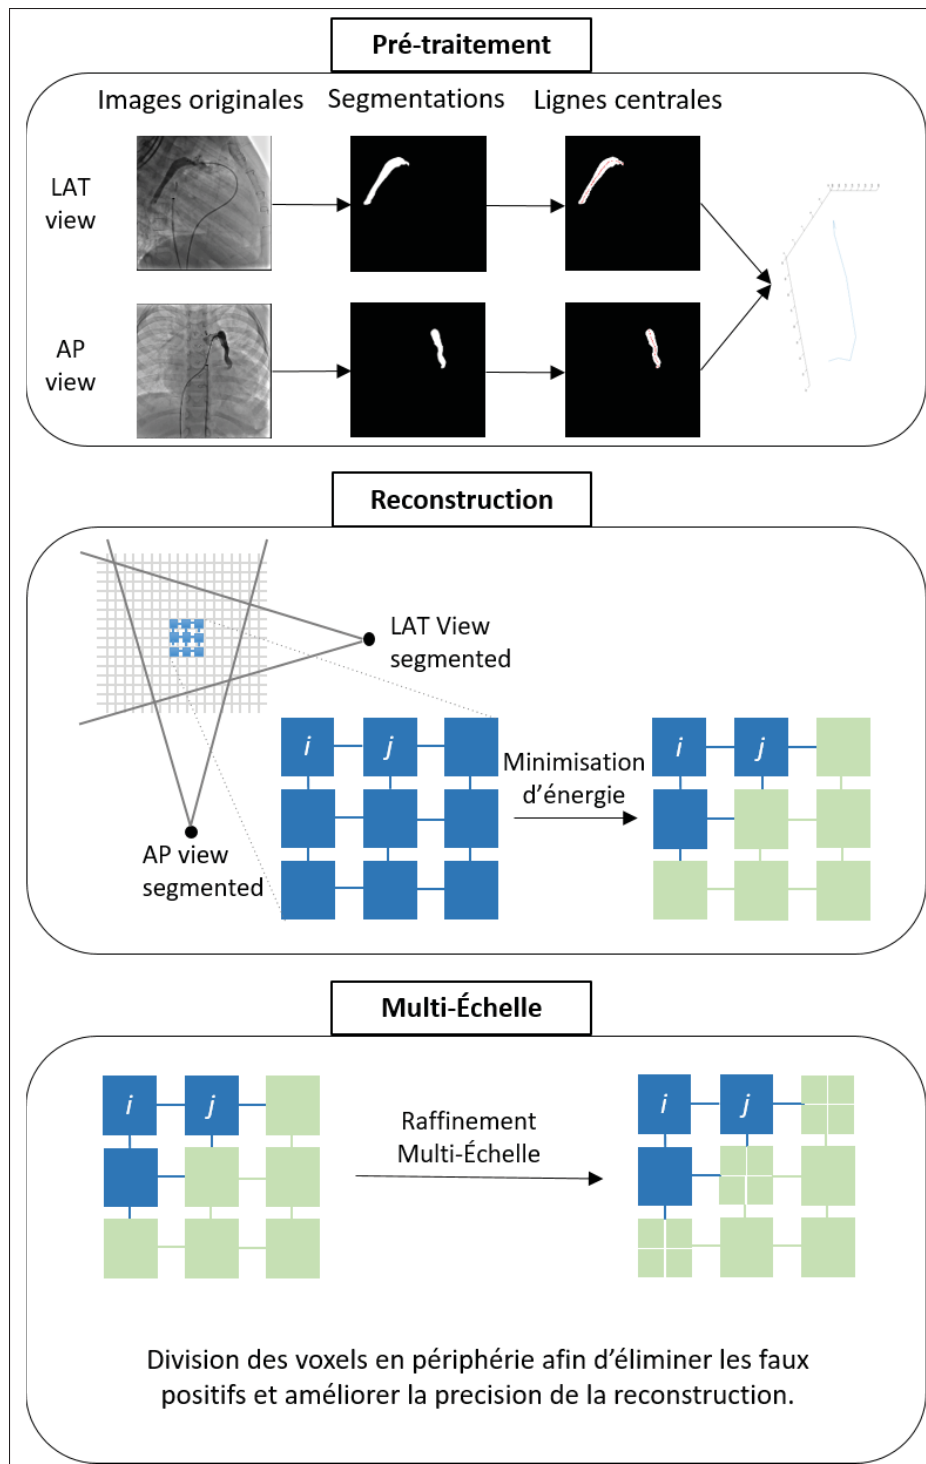 Pré-traitement
Images originales Segmentations Lignes centrales
LAT
view
AP
view
Reconstruction
LAT View
segmented
AP view
segmented
i j
Minimisation
d'énergie
i j
Multi-Échelle
i j
Raffinement
Multi-Échelle
i j
Division des voxels en périphérie afin d'éliminer les faux
positifs et améliorer la precision de la reconstruction.